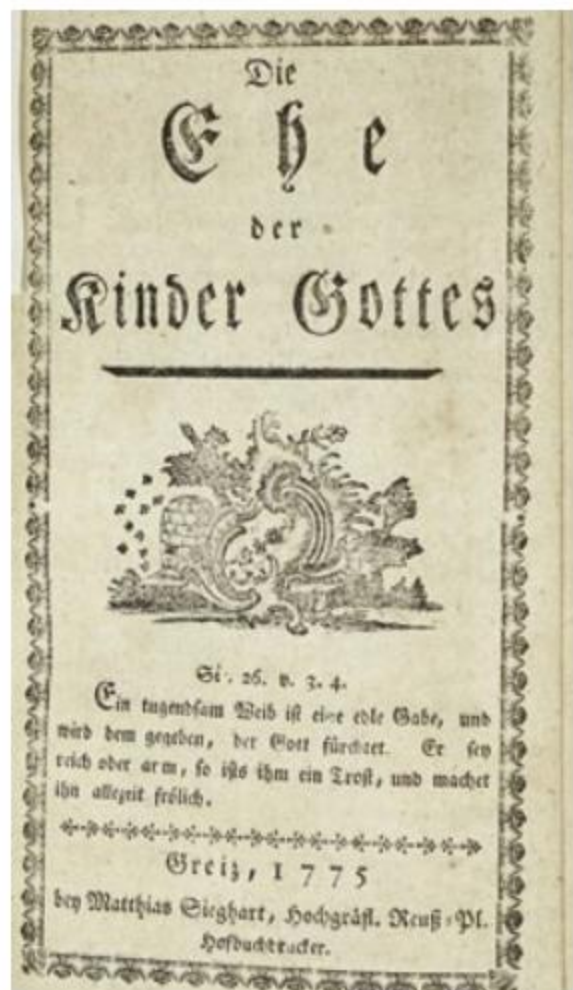 Die
Ehe
der
Kinder Gottes
Sir. 26. v. 3. 4.
Ein tugendsam Weib ist eine edle Gabe, und
wird dem gegeben, der Gott fürchtet. Er sey
reich oder arm, so ists ihm ein Trost, und machet
ihn allezeit frölich.
Greiz, 1775
bey Matthias Sieghart, Hochgräfl. Reuß-Pl.
Hofbuchdrucker.